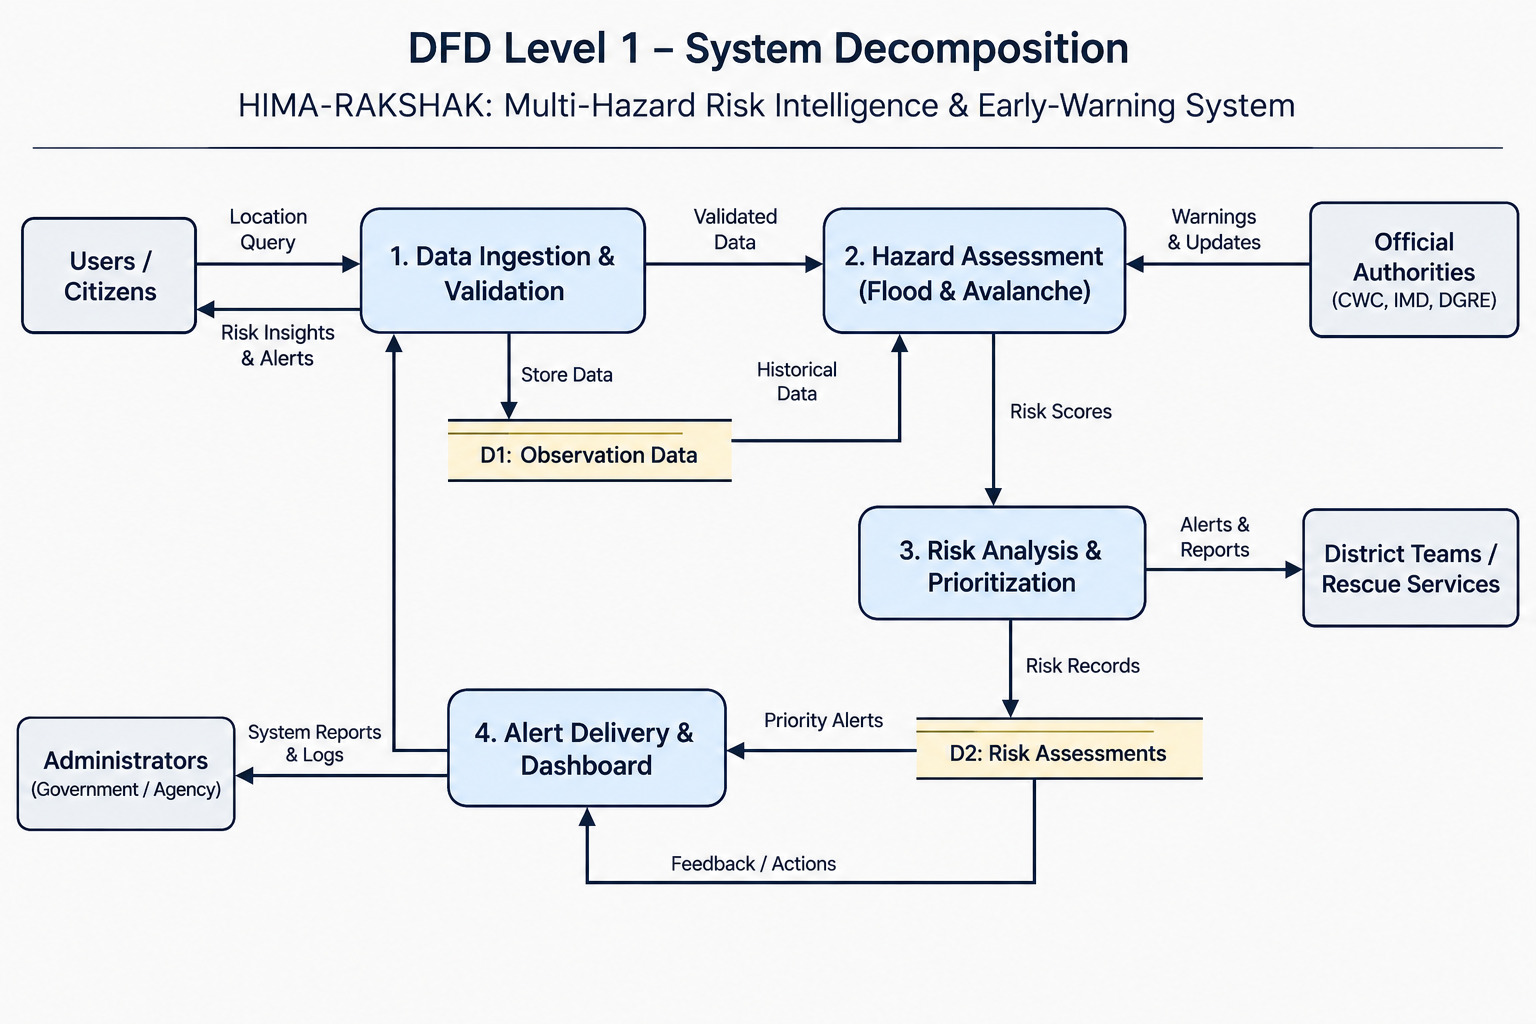 DFD Level 1 – System Decomposition
HIMA-RAKSHAK: Multi-Hazard Risk Intelligence & Early-Warning System
Users /
Citizens
Location
Query
Risk Insights
& Alerts
1. Data Ingestion &
Validation
Validated
Data
2. Hazard Assessment
(Flood & Avalanche)
Warnings
& Updates
Official
Authorities
(CWC, IMD, DGRE)
Store Data
Historical
Data
D1: Observation Data
Risk Scores
3. Risk Analysis &
Prioritization
Alerts &
Reports
District Teams /
Rescue Services
Risk Records
Administrators
(Government / Agency)
System Reports
& Logs
4. Alert Delivery &
Dashboard
Priority Alerts
D2: Risk Assessments
Feedback / Actions